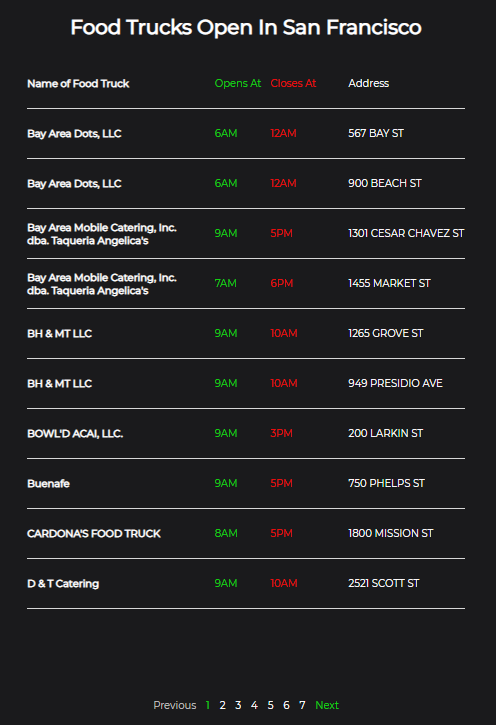 Food Trucks Open In San Francisco
Name of Food Truck Opens At Closes At Address
Bay Area Dots, LLC 6AM 12AM 567 BAY ST
Bay Area Dots, LLC 6AM 12AM 900 BEACH ST
Bay Area Mobile Catering, Inc. 
dba. Taqueria Angelica's 9AM 5PM 1301 CESAR CHAVEZ ST
Bay Area Mobile Catering, Inc. 
dba. Taqueria Angelica's 7AM 6PM 1455 MARKET ST
BH & MT LLC 9AM 10AM 1265 GROVE ST
BH & MT LLC 9AM 10AM 949 PRESIDIO AVE
BOWL'D ACAI, LLC. 9AM 3PM 200 LARKIN ST
Buenafe 9AM 5PM 750 PHELPS ST
CARDONA'S FOOD TRUCK 8AM 5PM 1800 MISSION ST
D & T Catering 9AM 10AM 2521 SCOTT ST
Previous 1 2 3 4 5 6 7 Next